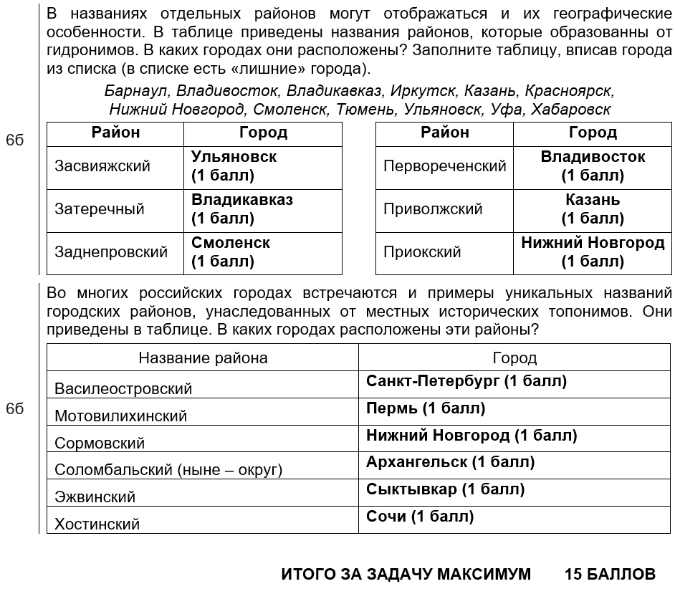 В названиях отдельных районов могут отображаться и их географические
особенности. В таблице приведены названия районов, которые образованы от
гидронимов. В каких городах они расположены? Заполните таблицу, вписав города
из списка (в списке есть «лишние» города).
Барнаул, Владивосток, Владикавказ, Иркутск, Казань, Красноярск,
Нижний Новгород, Смоленск, Тюмень, Ульяновск, Уфа, Хабаровск
6б
Район Город Район Город
Засвияжский Ульяновск (1 балл) Первореченский Владивосток (1 балл)
Затеречный Владикавказ (1 балл) Приволжский Казань (1 балл)
Заднепровский Смоленск (1 балл) Приокский Нижний Новгород (1 балл)
Во многих российских городах встречаются и примеры уникальных названий
городских районов, унаследованных от местных исторических топонимов. Они
приведены в таблице. В каких городах расположены эти районы?
6б
Название района Город
Василеостровский Санкт-Петербург (1 балл)
Мотовилихинский Пермь (1 балл)
Сормовский Нижний Новгород (1 балл)
Соломбальский (ныне – округ) Архангельск (1 балл)
Эжвинский Сыктывкар (1 балл)
Хостинский Сочи (1 балл)
ИТОГО ЗА ЗАДАЧУ МАКСИМУМ 15 БАЛЛОВ